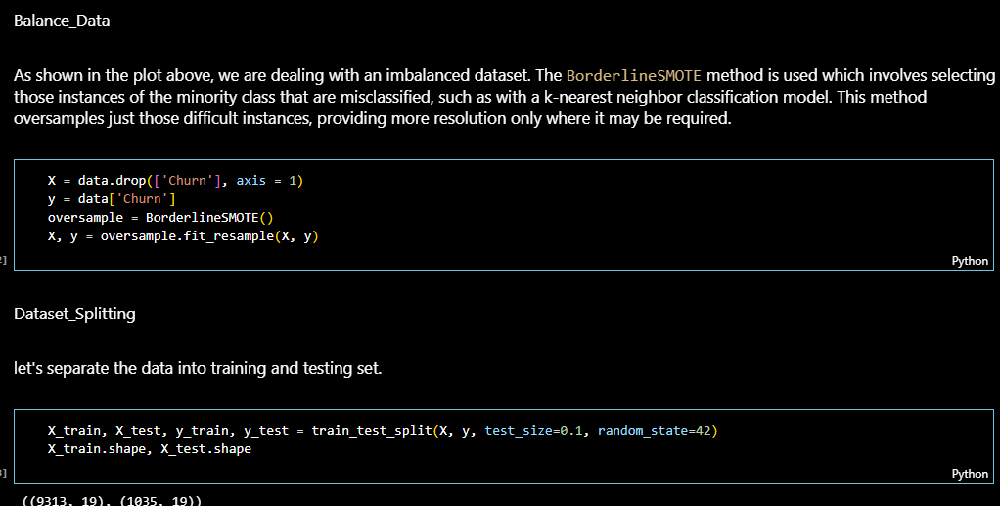 Balance_Data
As shown in the plot above, we are dealing with an imbalanced dataset. The BorderlineSMOTE method is used which involves selecting
those instances of the minority class that are misclassified, such as with a k-nearest neighbor classification model. This method
oversamples just those difficult instances, providing more resolution only where it may be required.
X = data.drop(['Churn'], axis = 1)
y = data['Churn']
oversample = BorderlineSMOTE()
X, y = oversample.fit_resample(X, y)
]
Python
Dataset_Splitting
let's separate the data into training and testing set.
X_train, X_test, y_train, y_test = train_test_split(X, y, test_size=0.1, random_state=42)
X_train.shape, X_test.shape
]
Python
((9313, 19), (1035, 19))